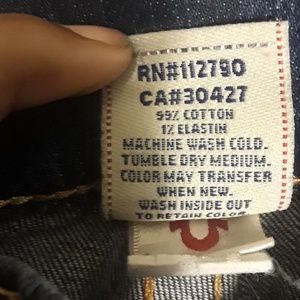 RN#112790
CA#30427
99% COTTON
1% ELASTIN
MACHINE WASH COLD.
TUMBLE DRY MEDIUM.
COLOR MAY TRANSFER
WHEN NEW.
WASH INSIDE OUT
TO RETAIN COLOR